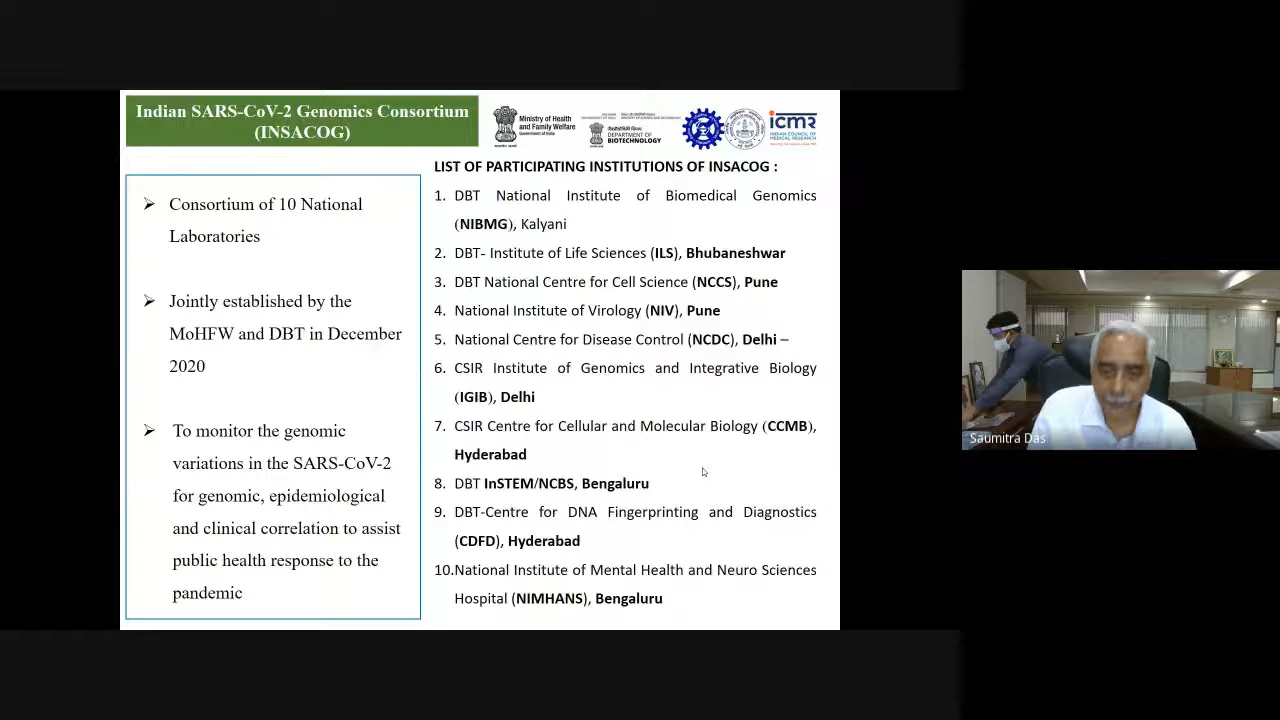 Indian SARS-CoV-2 Genomics Consortium
(INSACOG)
Ministry of Health
and Family Welfare
Government of India
DEPARTMENT OF
BIOTECHNOLOGY
icmr
INDIAN COUNCIL OF
MEDICAL RESEARCH
LIST OF PARTICIPATING INSTITUTIONS OF INSACOG :
➢ Consortium of 10 National
Laboratories
➢ Jointly established by the
MoHFW and DBT in December
2020
➢ To monitor the genomic
variations in the SARS-CoV-2
for genomic, epidemiological
and clinical correlation to assist
public health response to the
pandemic
1. DBT National Institute of Biomedical Genomics
(NIBMG), Kalyani
2. DBT- Institute of Life Sciences (ILS), Bhubaneshwar
3. DBT National Centre for Cell Science (NCCS), Pune
4. National Institute of Virology (NIV), Pune
5. National Centre for Disease Control (NCDC), Delhi –
6. CSIR Institute of Genomics and Integrative Biology
(IGIB), Delhi
7. CSIR Centre for Cellular and Molecular Biology (CCMB),
Hyderabad
8. DBT InSTEM/NCBS, Bengaluru
9. DBT-Centre for DNA Fingerprinting and Diagnostics
(CDFD), Hyderabad
10.National Institute of Mental Health and Neuro Sciences
Hospital (NIMHANS), Bengaluru
Saumitra Das